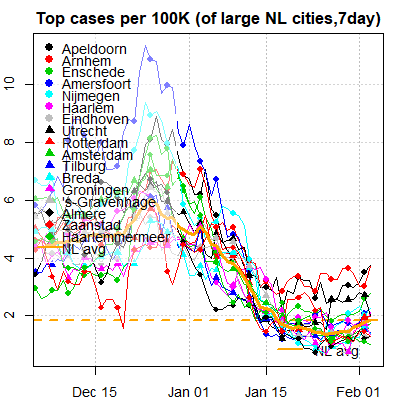 Top cases per 100K (of large NL cities,7day)
Apeldoorn
Arnhem
Enschede
Amersfoort
Nijmegen
Haarlem
Eindhoven
Utrecht
Rotterdam
Amsterdam
Tilburg
Breda
Groningen
's-Gravenhage
Almere
Zaanstad
Haarlemmermeer
NL avg
10
8
6
4
2
NL avg
Dec 15
Jan 01
Jan 15
Feb 01